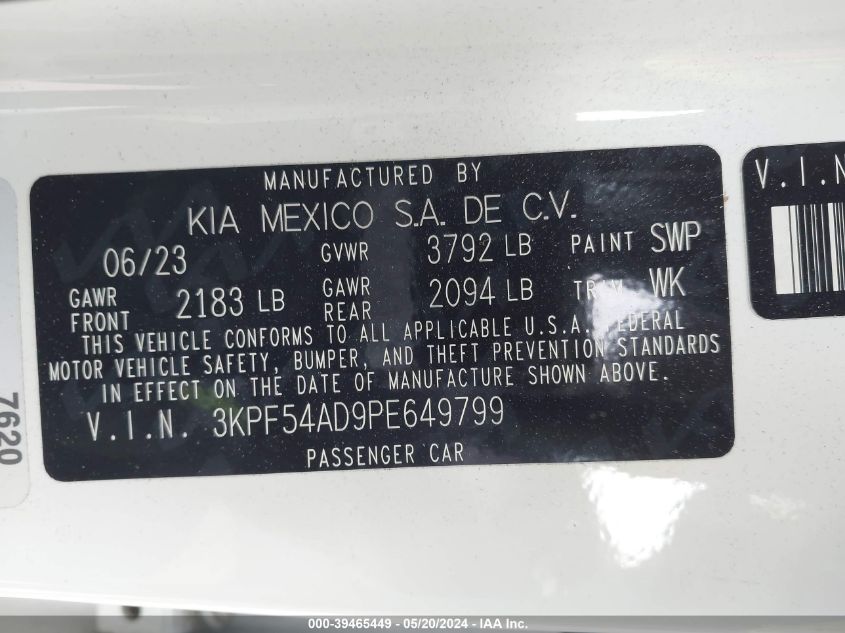 MANUFACTURED BY
KIA MEXICO S.A. DE C.V.
06/23 GVWR 3792 LB PAINT SWP
GAWR FRONT 2183 LB GAWR REAR 2094 LB TRIM WK
THIS VEHICLE CONFORMS TO ALL APPLICABLE U.S.A. FEDERAL
MOTOR VEHICLE SAFETY, BUMPER, AND THEFT PREVENTION STANDARDS
IN EFFECT ON THE DATE OF MANUFACTURE SHOWN ABOVE.
V.I.N. 3KPF54AD9PE649799
PASSENGER CAR
V.I.N
7620
000-39465449 - 05/20/2024 - IAA Inc.